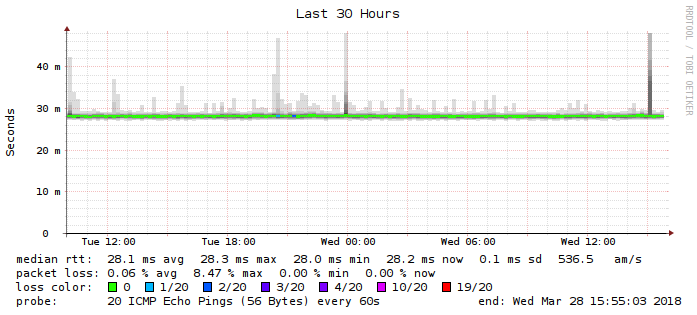 Last 30 Hours
RRDTOOL / TOBI OETIKER
Seconds
40 m
30 m
20 m
10 m
0
Tue 12:00 Tue 18:00 Wed 00:00 Wed 06:00 Wed 12:00
median rtt: 28.1 ms avg 28.3 ms max 28.0 ms min 28.2 ms now 0.1 ms sd 536.5 am/s
packet loss: 0.06 % avg 8.47 % max 0.00 % min 0.00 % now
loss color: 0 1/20 2/20 3/20 4/20 10/20 19/20
probe: 20 ICMP Echo Pings (56 Bytes) every 60s end: Wed Mar 28 15:55:03 2018